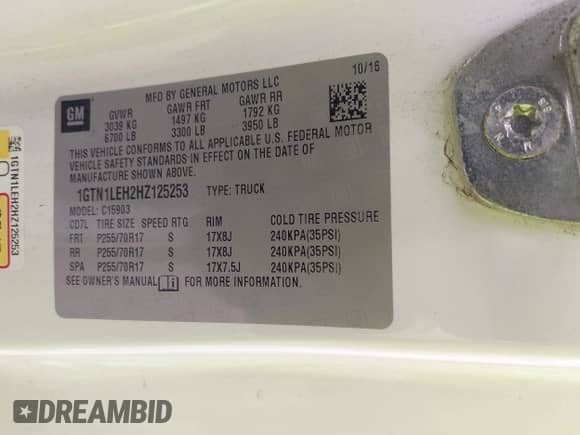 GM
MFD BY GENERAL MOTORS LLC
10/16
GVWR GAWR FRT GAWR RR
3039 KG 1497 KG 1792 KG
6700 LB 3300 LB 3950 LB
THIS VEHICLE CONFORMS TO ALL APPLICABLE U.S. FEDERAL MOTOR
VEHICLE SAFETY STANDARDS IN EFFECT ON THE DATE OF
MANUFACTURE SHOWN ABOVE.
1GTN1LEH2HZ125253 TYPE: TRUCK
MODEL: C15903
CD7L TIRE SIZE SPEED RTG RIM COLD TIRE PRESSURE
FRT P255/70R17 S 17X8J 240KPA(35PSI)
RR P255/70R17 S 17X8J 240KPA(35PSI)
SPA P255/70R17 S 17X7.5J 240KPA(35PSI)
SEE OWNER'S MANUAL FOR MORE INFORMATION.
1GTN1LEH2HZ125253
DREAMBID